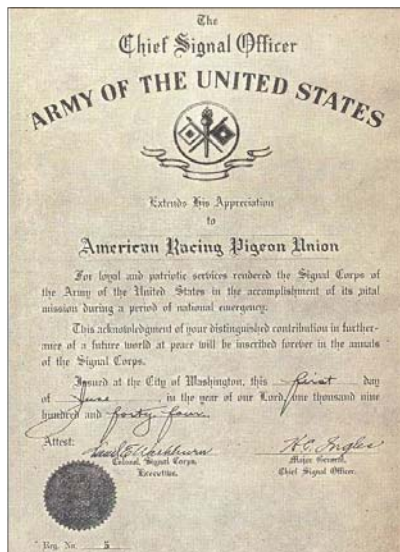 The
Chief Signal Officer
ARMY OF THE UNITED STATES
Extends His Appreciation
to
American Racing Pigeon Union
For loyal and patriotic services rendered the Signal Corps of
the Army of the United States in the accomplishment of its vital
mission during a period of national emergency.
This acknowledgment of your distinguished contribution in further-
ance of a future world at peace will be inscribed forever in the annals
of the Signal Corps.
Issued at the City of Washington, this first day
of June, in the year of our Lord, one thousand nine
hundred and forty four.
Attest:
Washburn
H.C. Ingles
Colonel, Signal Corps,
Major General,
Executive.
Chief Signal Officer.
Reg. No. 5